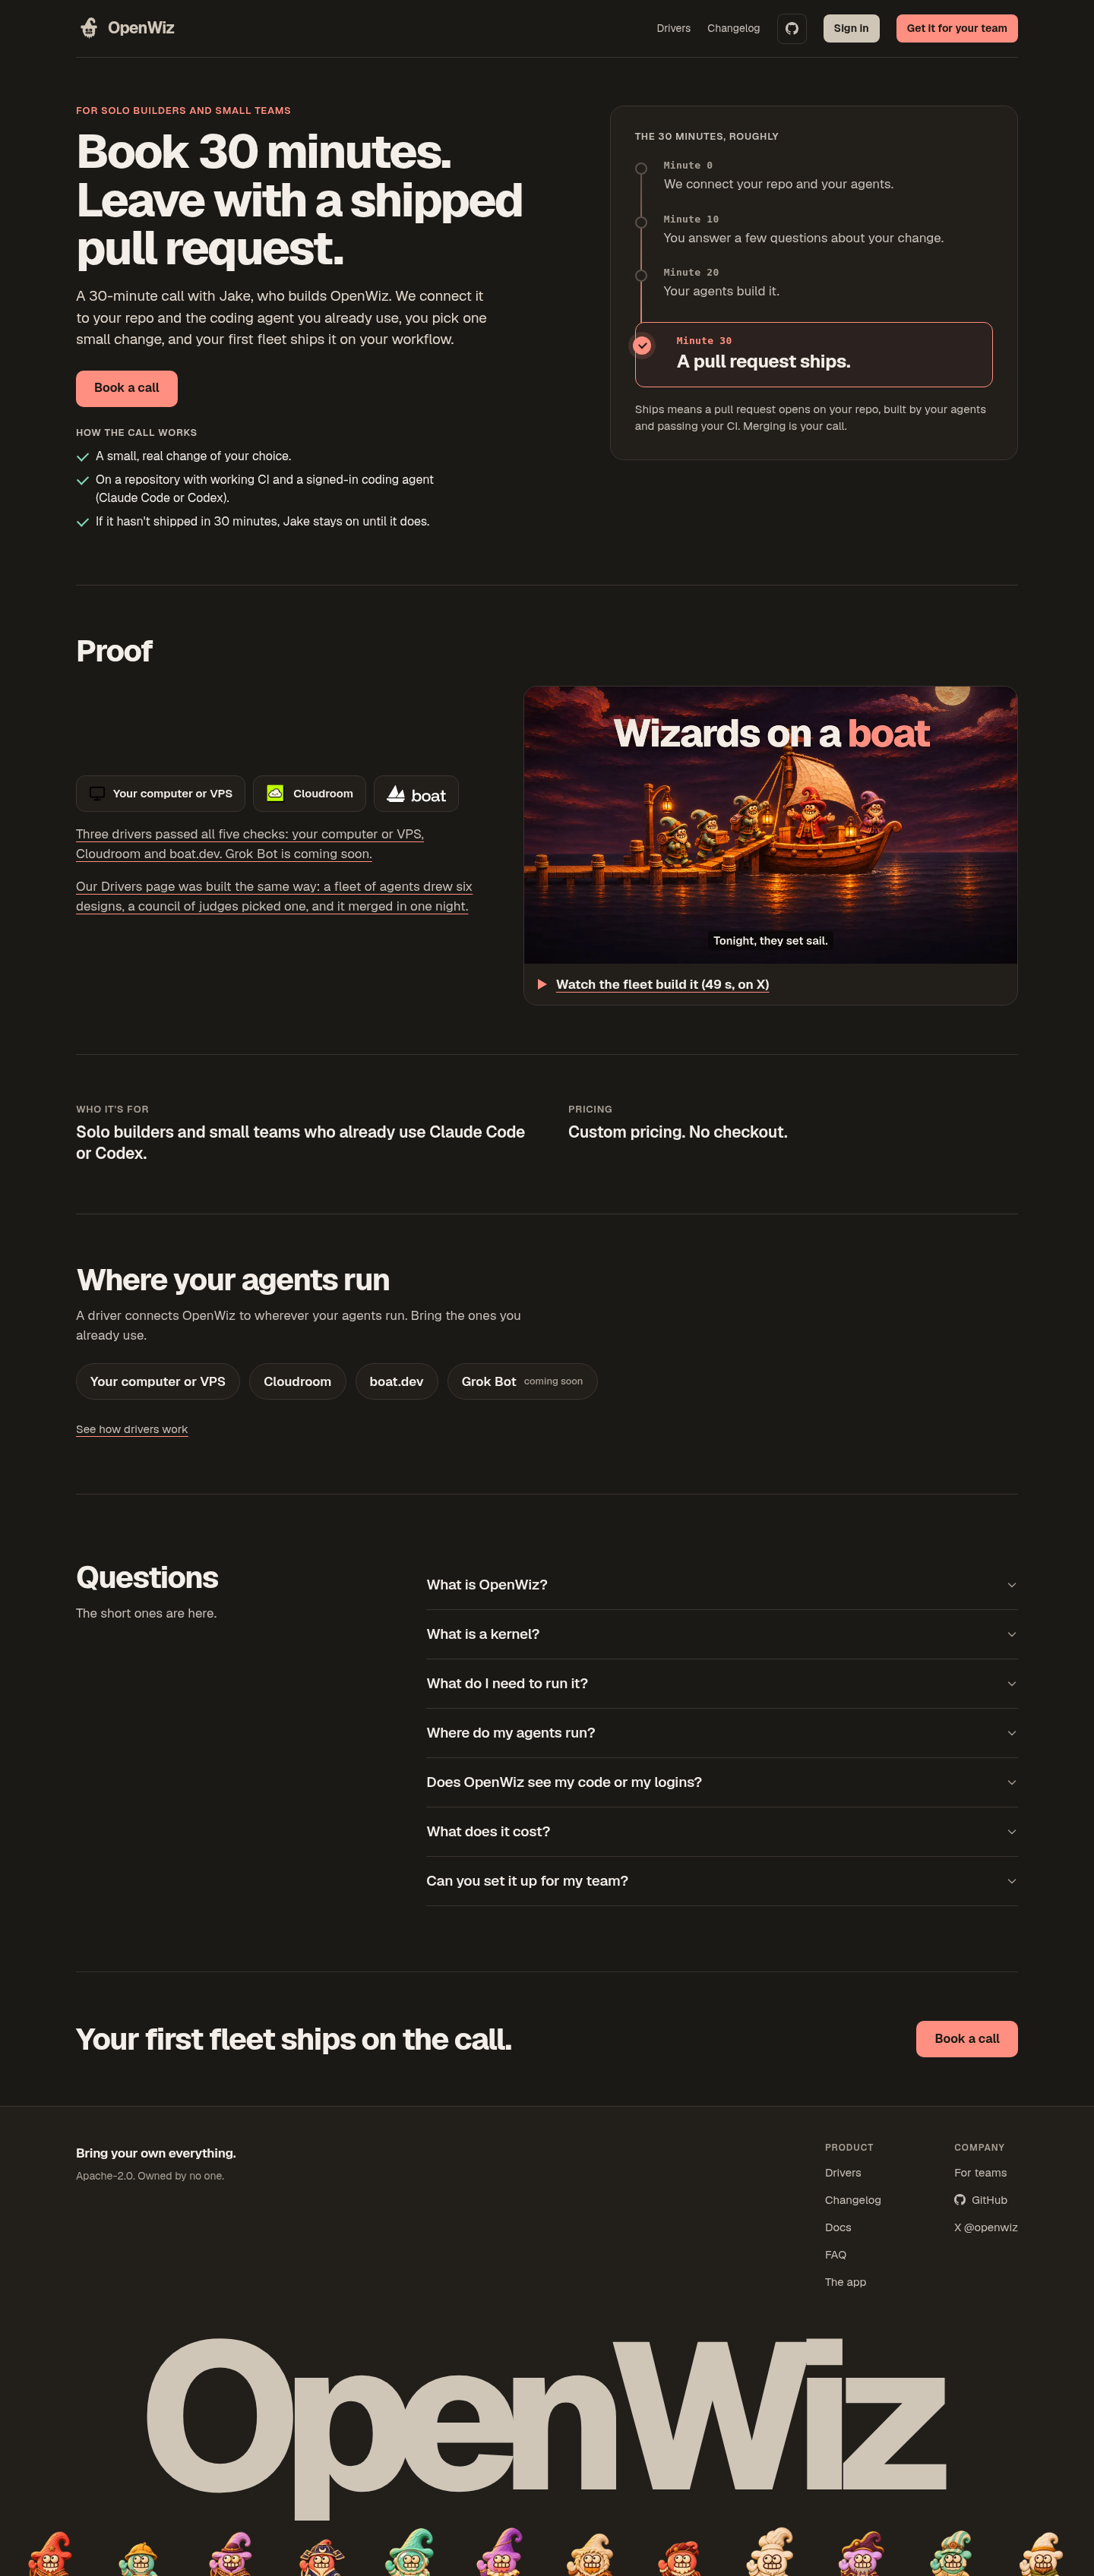 OpenWiz
Drivers
Changelog
Sign in
Get it for your team
FOR SOLO BUILDERS AND SMALL TEAMS
Book 30 minutes.
Leave with a shipped
pull request.
A 30-minute call with Jake, who builds OpenWiz. We connect it
to your repo and the coding agent you already use, you pick one
small change, and your first fleet ships it on your workflow.
Book a call
HOW THE CALL WORKS
A small, real change of your choice.
On a repository with working CI and a signed-in coding agent
(Claude Code or Codex).
If it hasn't shipped in 30 minutes, Jake stays on until it does.
THE 30 MINUTES, ROUGHLY
Minute 0
We connect your repo and your agents.
Minute 10
You answer a few questions about your change.
Minute 20
Your agents build it.
Minute 30
A pull request ships.
Ships means a pull request opens on your repo, built by your agents
and passing your CI. Merging is your call.
Proof
Your computer or VPS
Cloudroom
boat
Three drivers passed all five checks: your computer or VPS,
Cloudroom and boat.dev. Grok Bot is coming soon.
Our Drivers page was built the same way: a fleet of agents drew six
designs, a council of judges picked one, and it merged in one night.
Wizards on a boat
Tonight, they set sail.
Watch the fleet build it (49 s, on X)
WHO IT'S FOR
Solo builders and small teams who already use Claude Code
or Codex.
PRICING
Custom pricing. No checkout.
Where your agents run
A driver connects OpenWiz to wherever your agents run. Bring the ones you
already use.
Your computer or VPS
Cloudroom
boat.dev
Grok Bot coming soon
See how drivers work
Questions
The short ones are here.
What is OpenWiz?
What is a kernel?
What do I need to run it?
Where do my agents run?
Does OpenWiz see my code or my logins?
What does it cost?
Can you set it up for my team?
Your first fleet ships on the call.
Book a call
Bring your own everything.
Apache-2.0. Owned by no one.
PRODUCT
Drivers
Changelog
Docs
FAQ
The app
COMPANY
For teams
GitHub
X @openwiz
OpenWiz